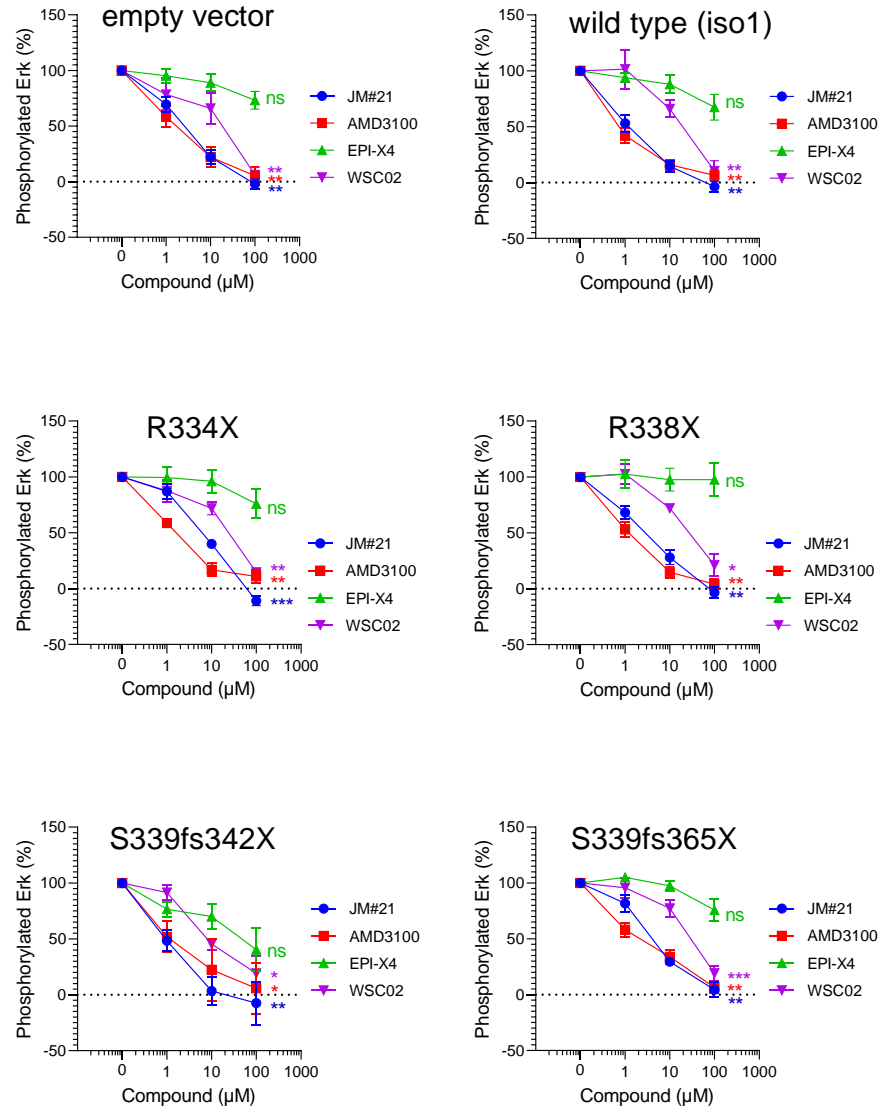 empty vector
150
100
50
0
-50
Phosphorylated Erk (%)
ns
**
**
**
0 1 10 100 1000
Compound (µM)
JM#21
AMD3100
EPI-X4
WSC02
wild type (iso1)
150
100
50
0
-50
Phosphorylated Erk (%)
ns
**
**
**
0 1 10 100 1000
Compound (µM)
JM#21
AMD3100
EPI-X4
WSC02
R334X
150
100
50
0
-50
Phosphorylated Erk (%)
ns
**
**
***
0 1 10 100 1000
Compound (µM)
JM#21
AMD3100
EPI-X4
WSC02
R338X
150
100
50
0
-50
Phosphorylated Erk (%)
ns
*
**
**
0 1 10 100 1000
Compound (µM)
JM#21
AMD3100
EPI-X4
WSC02
S339fs342X
150
100
50
0
-50
Phosphorylated Erk (%)
ns
*
*
**
0 1 10 100 1000
Compound (µM)
JM#21
AMD3100
EPI-X4
WSC02
S339fs365X
150
100
50
0
-50
Phosphorylated Erk (%)
ns
***
**
**
0 1 10 100 1000
Compound (µM)
JM#21
AMD3100
EPI-X4
WSC02